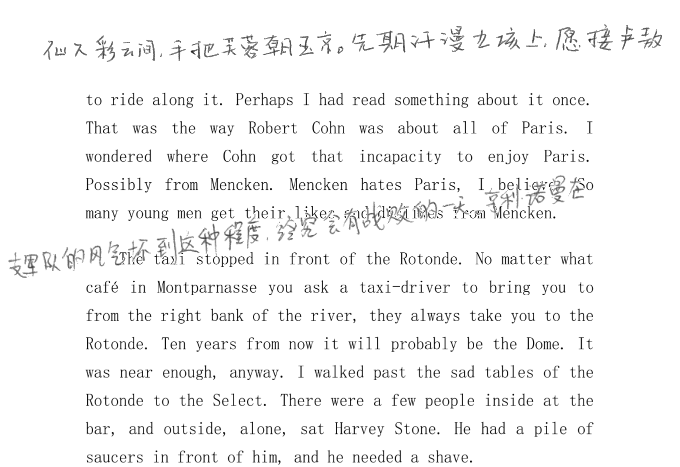 仙人彩云间,手把芙蓉朝玉京。先期汗漫九垓上,愿接卢敖
to ride along it. Perhaps I had read something about it once.
That was the way Robert Cohn was about all of Paris. I
wondered where Cohn got that incapacity to enjoy Paris.
Possibly from Mencken. Mencken hates Paris, I believe. So
many young men get their likes and dislikes from Mencken.
支军队的风气坏到这种程度,终究会有战败的一天.亨利·诺曼在
The taxi stopped in front of the Rotonde. No matter what
café in Montparnasse you ask a taxi-driver to bring you to
from the right bank of the river, they always take you to the
Rotonde. Ten years from now it will probably be the Dome. It
was near enough, anyway. I walked past the sad tables of the
Rotonde to the Select. There were a few people inside at the
bar, and outside, alone, sat Harvey Stone. He had a pile of
saucers in front of him, and he needed a shave.